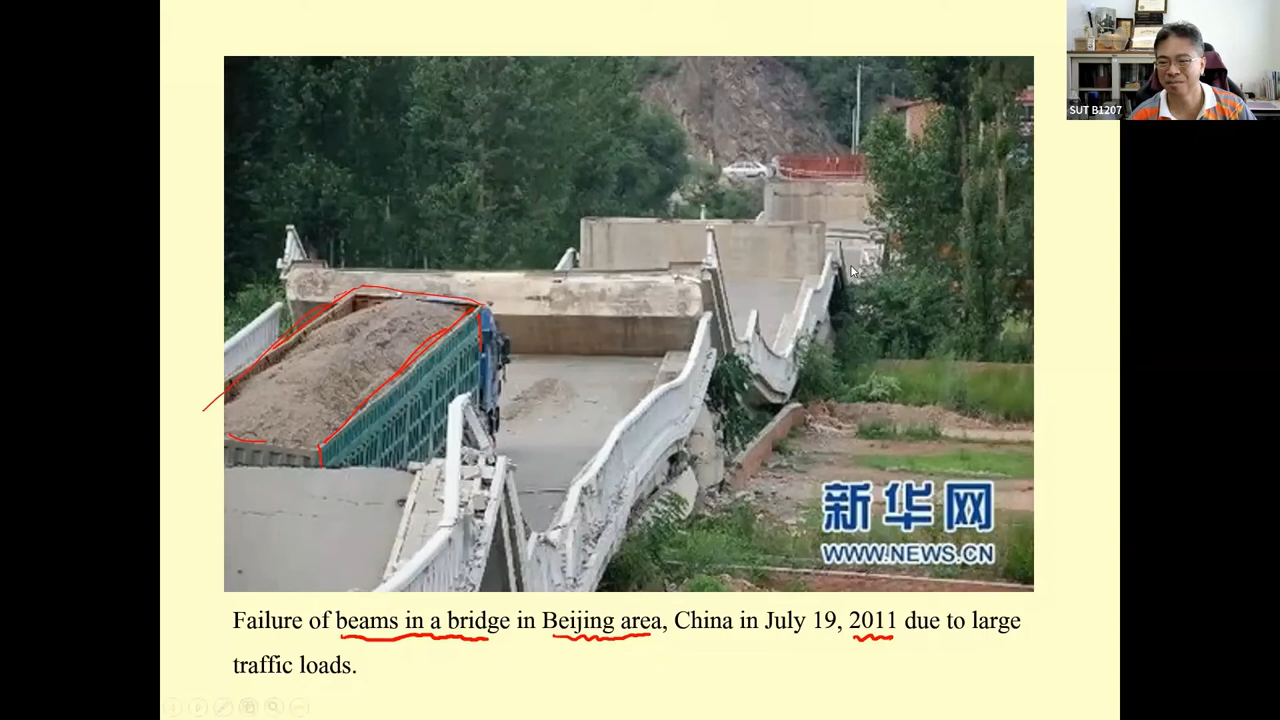 SUT B1207
新华网
WWW.NEWS.CN
Failure of beams in a bridge in Beijing area, China in July 19, 2011 due to large
traffic loads.